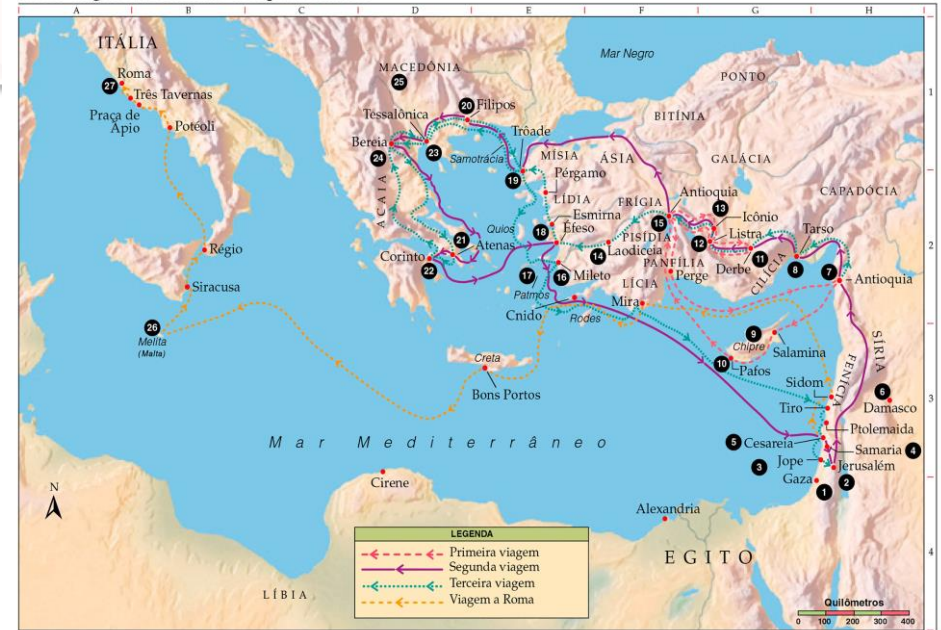 A B C D E F G H
ITÁLIA
Roma
27
Três Tavernas
Praça de
Ápio
Potéoli
Régio
Siracusa
26
Melita
(Malta)
MACEDÔNIA
25
20
Filipos
Tessalônica
Bereia
24
23
Samotrácia
19
Trôade
ACAIA
Quios
21
Atenas
Corinto
22
Mar Negro
PONTO
BITÍNIA
MÍSIA
ÁSIA
GALÁCIA
CAPADÓCIA
Pérgamo
LÍDIA
FRÍGIA
Antioquia
13
15
Icônio
Listra
12
Esmirna
18
Éfeso
PISÍDIA
14
Laodiceia
PANFÍLIA
Perge
Derbe
11
CILÍCIA
Tarso
8
7
Antioquia
17
16
Mileto
Patmos
LÍCIA
Mira
Cnido
Rodes
9
Chipre
Salamina
10
Pafos
SÍRIA
FENÍCIA
Creta
Bons Portos
Sidom
6
Damasco
Tiro
Ptolemaida
5
Cesareia
Samaria
4
3
Jope
Jerusalém
Gaza
1
2
Mar Mediterrâneo
Cirene
Alexandria
EGITO
LÍBIA
N
1
2
3
4
LEGENDA
Primeira viagem
Segunda viagem
Terceira viagem
Viagem a Roma
Quilômetros
0 100 200 300 400